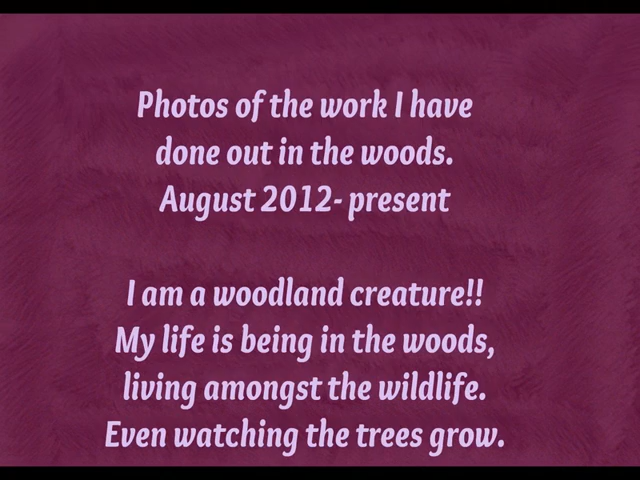 Photos of the work I have
done out in the woods.
August 2012- present
I am a woodland creature!!
My life is being in the woods,
living amongst the wildlife.
Even watching the trees grow.